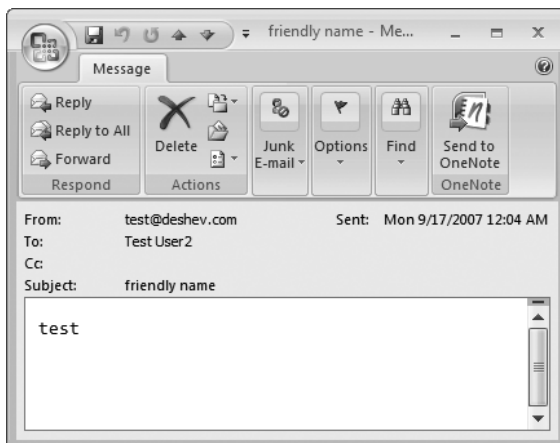 friendly name - Me...
Message
Reply
Reply to All
Forward
Respond
Delete
Actions
Junk
E-mail
Options
Find
Send to
OneNote
OneNote
From: test@deshev.com Sent: Mon 9/17/2007 12:04 AM
To: Test User2
Cc:
Subject: friendly name
test